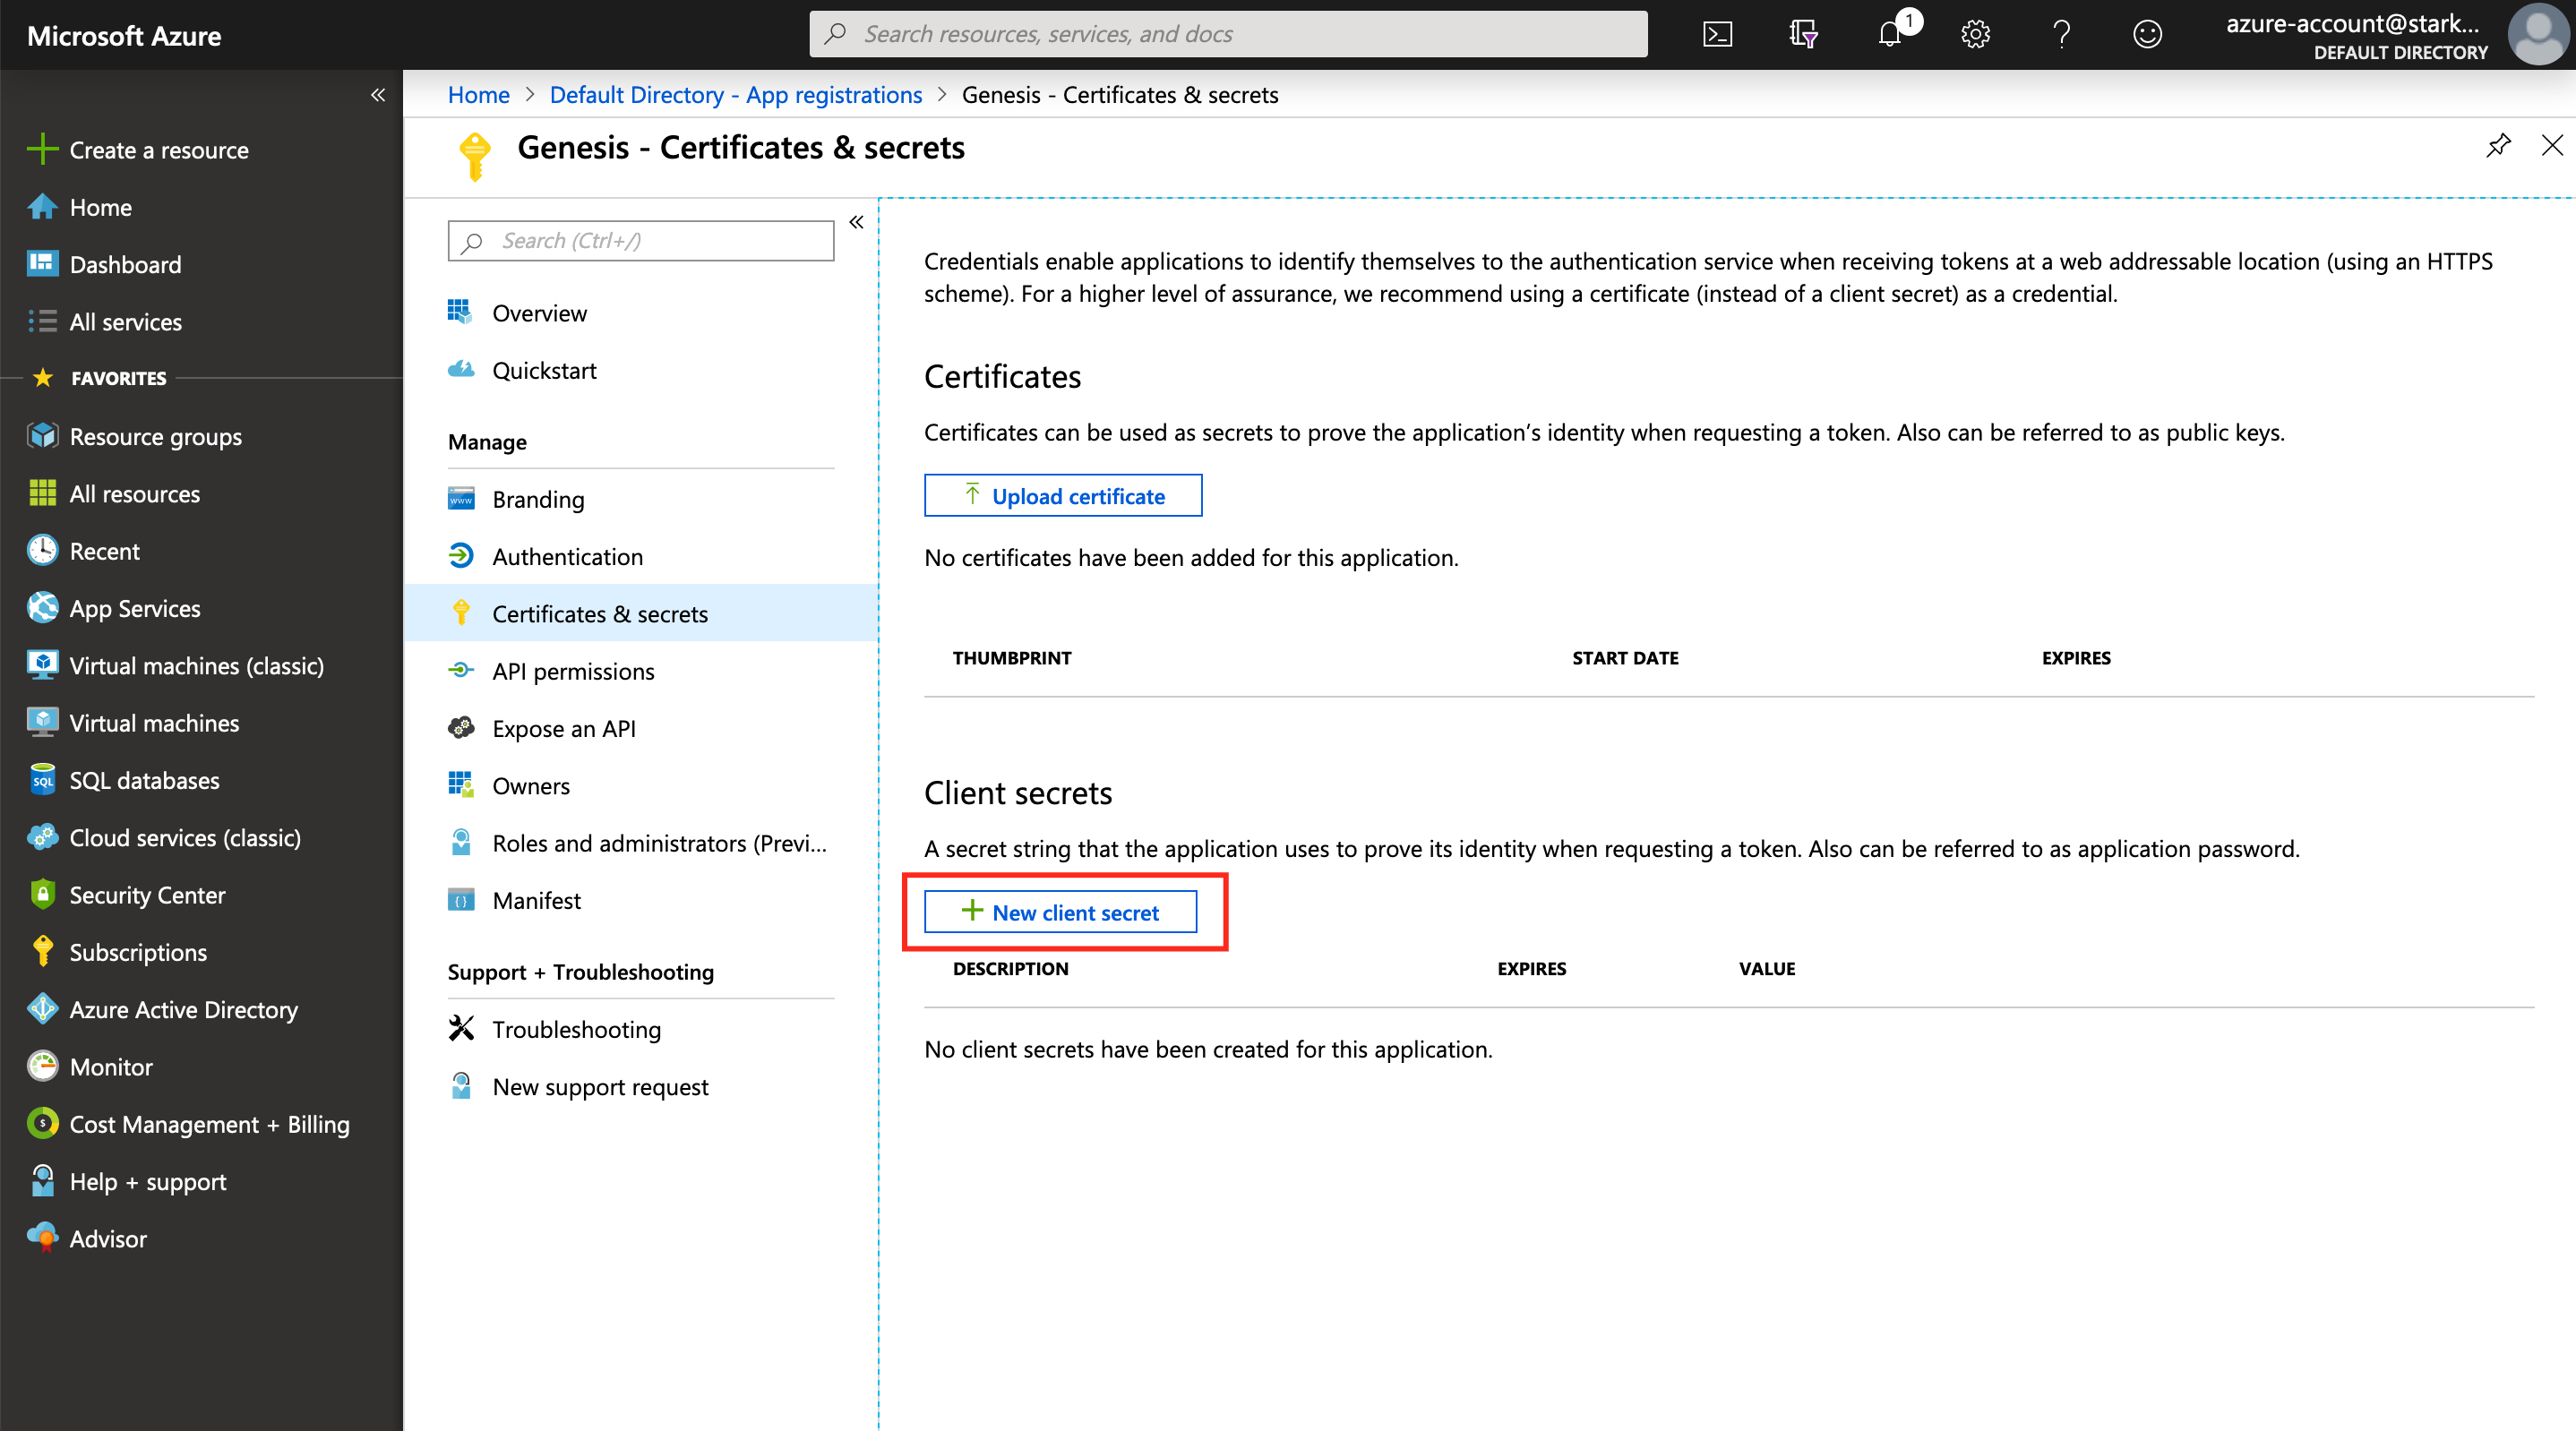 Microsoft Azure
Search resources, services, and docs
1
azure-account@stark...
DEFAULT DIRECTORY
Create a resource
Home
Dashboard
All services
FAVORITES
Resource groups
All resources
Recent
App Services
Virtual machines (classic)
Virtual machines
SQL
SQL databases
Cloud services (classic)
Security Center
Subscriptions
Azure Active Directory
Monitor
Cost Management + Billing
Help + support
Advisor
Home > Default Directory - App registrations > Genesis - Certificates & secrets
Genesis - Certificates & secrets
Search (Ctrl+/)
Overview
Quickstart
Manage
www
Branding
Authentication
Certificates & secrets
API permissions
Expose an API
Owners
Roles and administrators (Previ...
Manifest
Support + Troubleshooting
Troubleshooting
New support request
Credentials enable applications to identify themselves to the authentication service when receiving tokens at a web addressable location (using an HTTPS
scheme). For a higher level of assurance, we recommend using a certificate (instead of a client secret) as a credential.
Certificates
Certificates can be used as secrets to prove the application’s identity when requesting a token. Also can be referred to as public keys.
Upload certificate
No certificates have been added for this application.
THUMBPRINT START DATE EXPIRES
Client secrets
A secret string that the application uses to prove its identity when requesting a token. Also can be referred to as application password.
New client secret
DESCRIPTION EXPIRES VALUE
No client secrets have been created for this application.